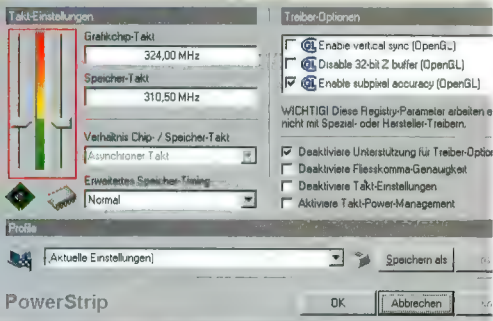 Takt-Einstellungen
Grafikchip-Takt
324,00 MHz
Speicher-Takt
310,50 MHz
Verhältnis Chip- / Speicher-Takt
Asynchroner Takt
Erweitertes Speicher-Timing
Normal
Treiber-Optionen
Enable vertical sync (OpenGL)
Disable 32-bit Z buffer (OpenGL)
Enable subpixel accuracy (OpenGL)
WICHTIG! Diese Registry-Parameter arbeiten
nicht mit Spezial- oder Hersteller-Treibern.
Deaktiviere Unterstützung für Treiber-Option
Deaktiviere Fliesskomma-Genauigkeit
Deaktiviere Takt-Einstellungen
Aktiviere Takt-Power-Management
Profile
[Aktuelle Einstellungen]
Speichern als
PowerStrip
OK
Abbrechen